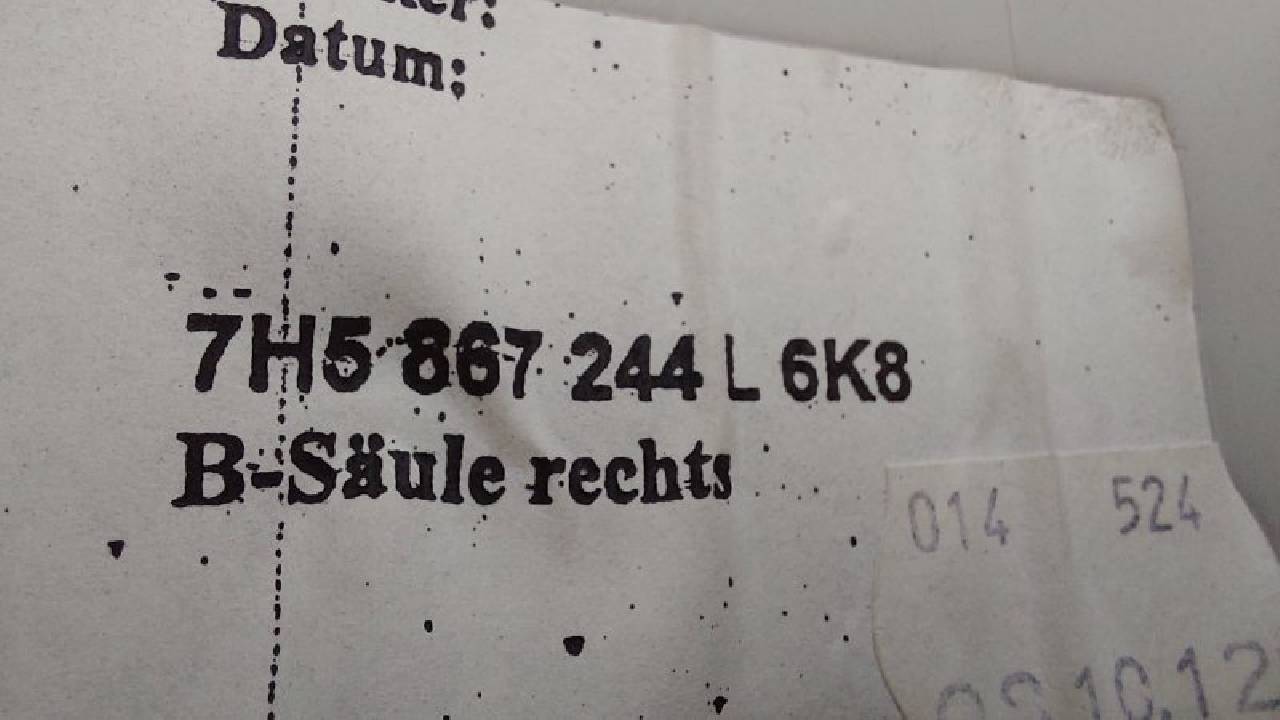 Datum:
7H5 867 244 L 6K8
B-Säule rechts
014 524